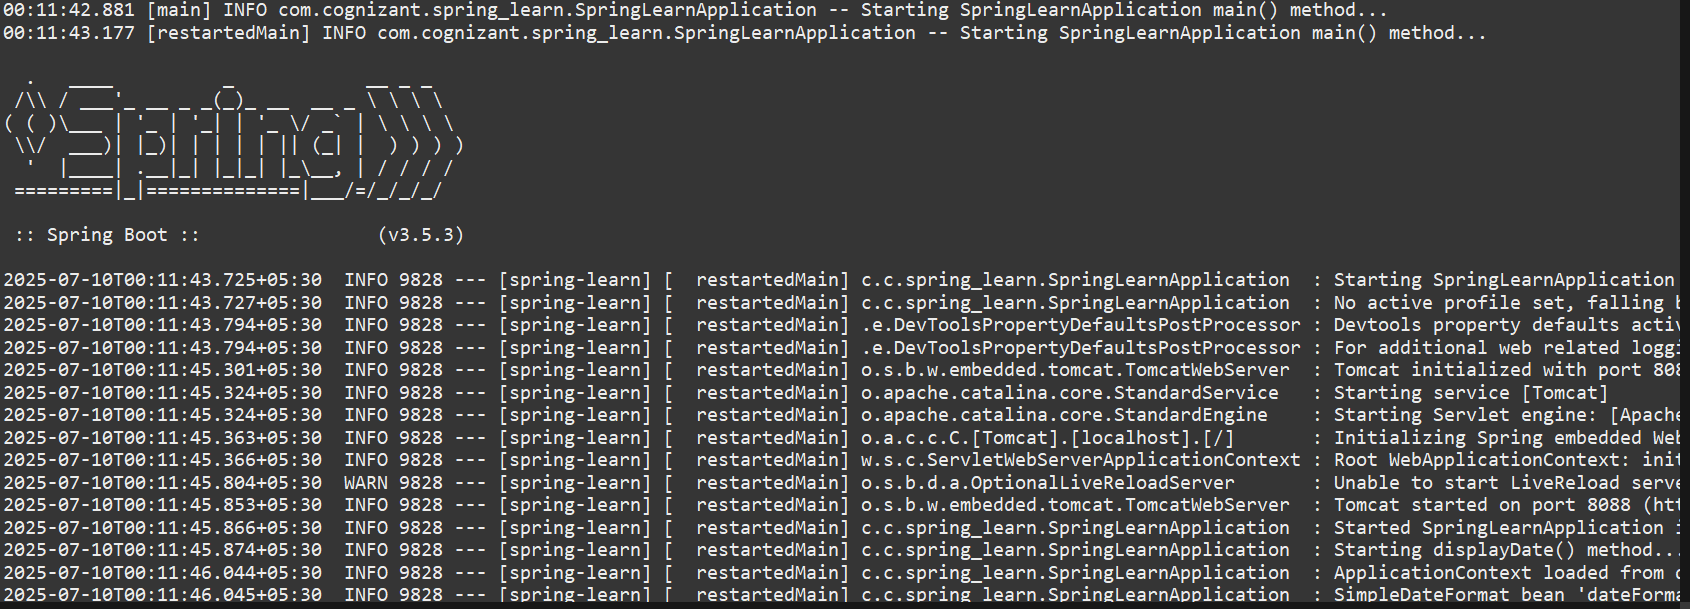 00:11:42.881 [main] INFO com.cognizant.spring_learn.SpringLearnApplication -- Starting SpringLearnApplication main() method...
00:11:43.177 [restartedMain] INFO com.cognizant.spring_learn.SpringLearnApplication -- Starting SpringLearnApplication main() method...
  .   ____          _            __ _ _
 /\\ / ___'_ __ _ _(_)_ __  __ _ \ \ \ \
( ( )\___ | '_ | '_| | '_ \/ _` | \ \ \ \
 \\/  ___)| |_)| | | | | || (_| |  ) ) ) )
  '  |____| .__|_| |_|_| |_\__, | / / / /
 =========|_|==============|___/=/_/_/_/
 :: Spring Boot ::                (v3.5.3)
2025-07-10T00:11:43.725+05:30  INFO 9828 --- [spring-learn] [  restartedMain] c.c.spring_learn.SpringLearnApplication  : Starting SpringLearnApplication
2025-07-10T00:11:43.727+05:30  INFO 9828 --- [spring-learn] [  restartedMain] c.c.spring_learn.SpringLearnApplication  : No active profile set, falling
2025-07-10T00:11:43.794+05:30  INFO 9828 --- [spring-learn] [  restartedMain] .e.DevToolsPropertyDefaultsPostProcessor : Devtools property defaults activ
2025-07-10T00:11:43.794+05:30  INFO 9828 --- [spring-learn] [  restartedMain] .e.DevToolsPropertyDefaultsPostProcessor : For additional web related loggi
2025-07-10T00:11:45.301+05:30  INFO 9828 --- [spring-learn] [  restartedMain] o.s.b.w.embedded.tomcat.TomcatWebServer  : Tomcat initialized with port 808
2025-07-10T00:11:45.324+05:30  INFO 9828 --- [spring-learn] [  restartedMain] o.apache.catalina.core.StandardService   : Starting service [Tomcat]
2025-07-10T00:11:45.324+05:30  INFO 9828 --- [spring-learn] [  restartedMain] o.apache.catalina.core.StandardEngine    : Starting Servlet engine: [Apache
2025-07-10T00:11:45.363+05:30  INFO 9828 --- [spring-learn] [  restartedMain] o.a.c.c.C.[Tomcat].[localhost].[/]       : Initializing Spring embedded Web
2025-07-10T00:11:45.366+05:30  INFO 9828 --- [spring-learn] [  restartedMain] w.s.c.ServletWebServerApplicationContext : Root WebApplicationContext: init
2025-07-10T00:11:45.804+05:30  WARN 9828 --- [spring-learn] [  restartedMain] o.s.b.d.a.OptionalLiveReloadServer       : Unable to start LiveReload serve
2025-07-10T00:11:45.853+05:30  INFO 9828 --- [spring-learn] [  restartedMain] o.s.b.w.embedded.tomcat.TomcatWebServer  : Tomcat started on port 8088 (htt
2025-07-10T00:11:45.866+05:30  INFO 9828 --- [spring-learn] [  restartedMain] c.c.spring_learn.SpringLearnApplication  : Started SpringLearnApplication i
2025-07-10T00:11:45.874+05:30  INFO 9828 --- [spring-learn] [  restartedMain] c.c.spring_learn.SpringLearnApplication  : Starting displayDate() method...
2025-07-10T00:11:46.044+05:30  INFO 9828 --- [spring-learn] [  restartedMain] c.c.spring_learn.SpringLearnApplication  : ApplicationContext loaded from
2025-07-10T00:11:46.045+05:30  INFO 9828 --- [spring-learn] [  restartedMain] c.c.spring_learn.SpringLearnApplication  : SimpleDateFormat bean 'dateForma